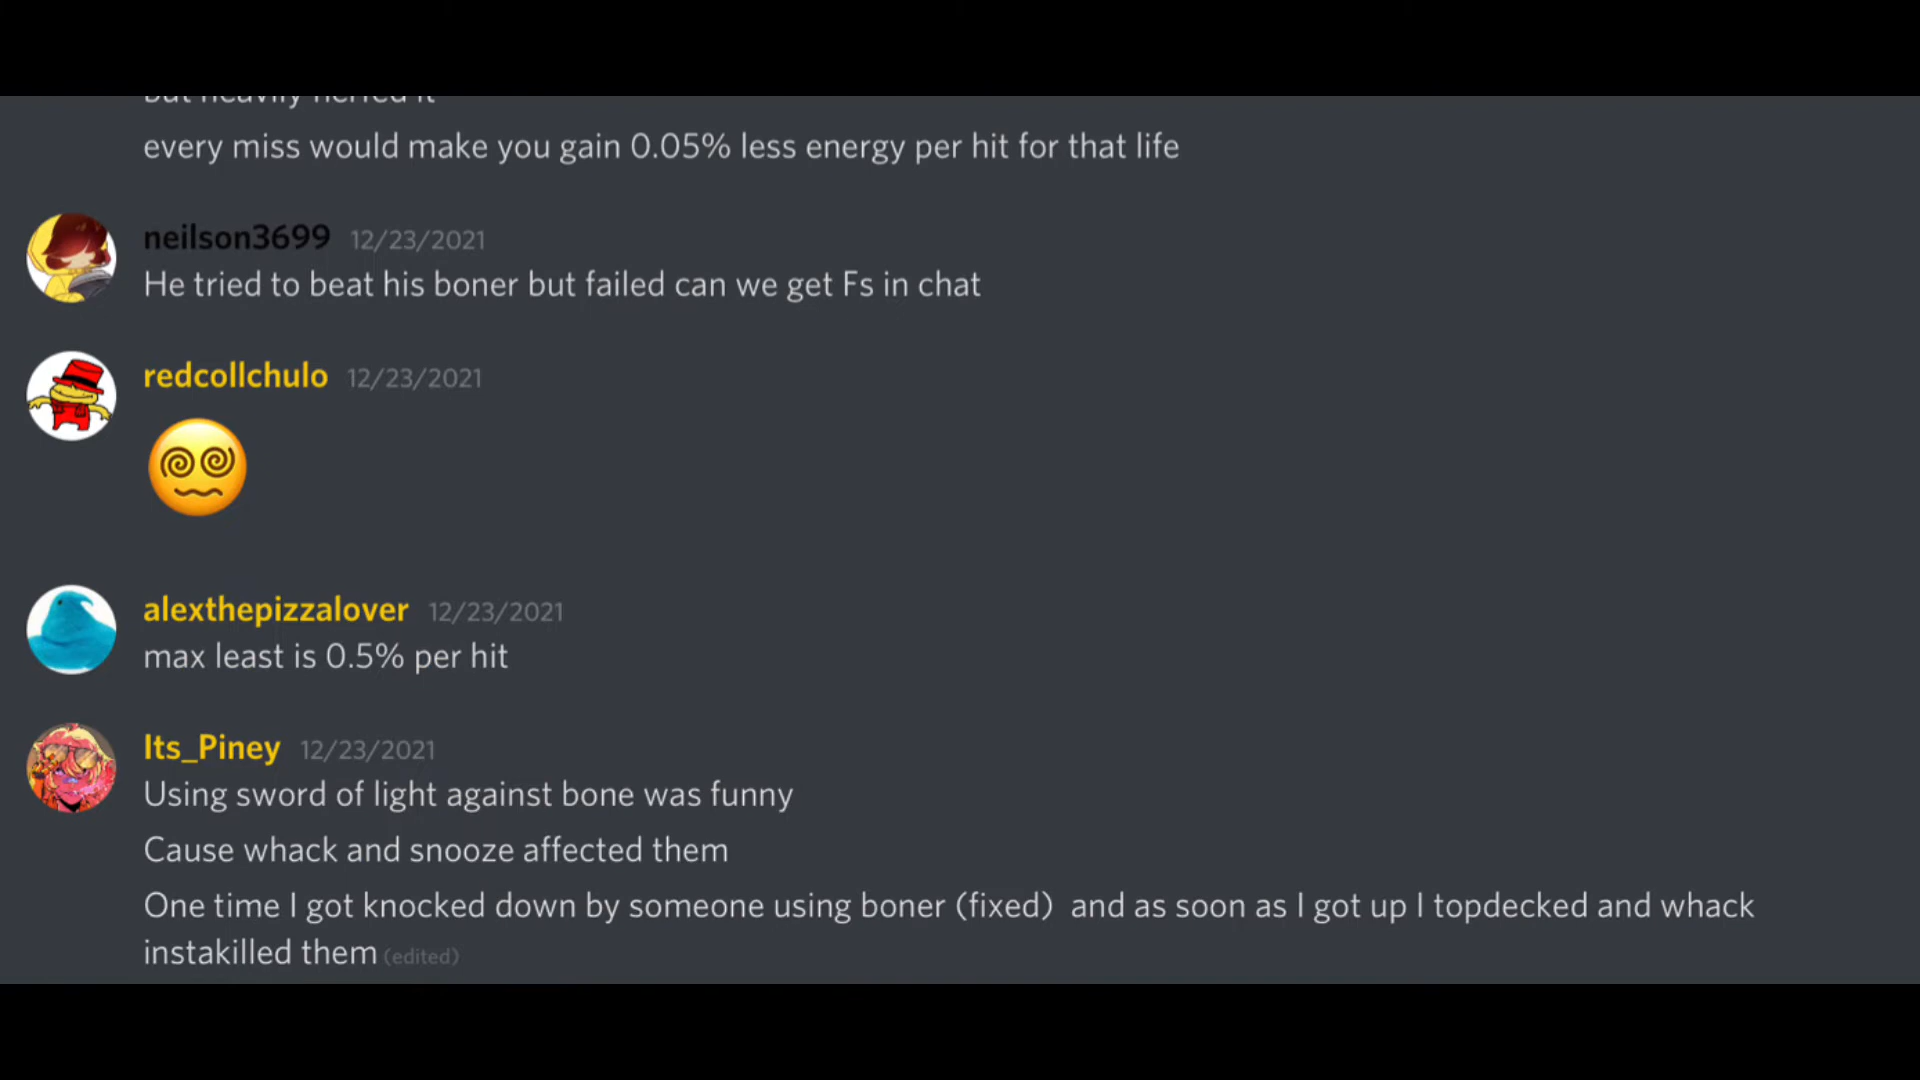 but heavily nerfed it
every miss would make you gain 0.05% less energy per hit for that life
neilson3699 12/23/2021
He tried to beat his boner but failed can we get Fs in chat
redcollchulo 12/23/2021
alexthepizzalover 12/23/2021
max least is 0.5% per hit
Its_Piney 12/23/2021
Using sword of light against bone was funny
Cause whack and snooze affected them
One time I got knocked down by someone using boner (fixed) and as soon as I got up I topdecked and whack
instakilled them (edited)